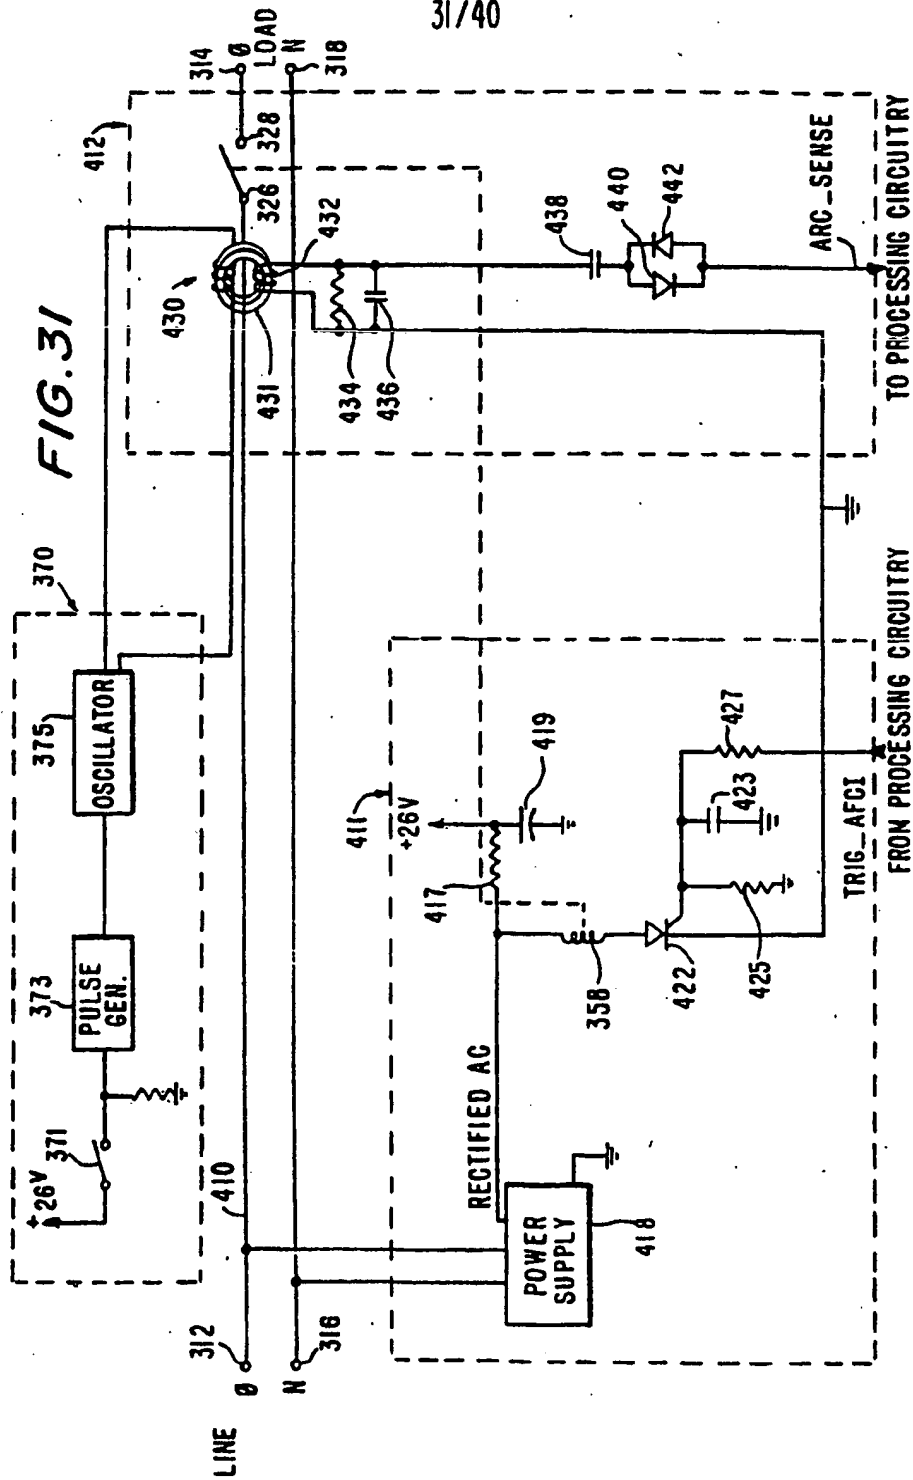 31/40
FIG.31
370
+26V
371
373
PULSE
GEN.
375
OSCILLATOR
412
314
Ø
LOAD
N
318
328
326
430
431
432
434
436
438
440
442
ARC_SENSE
TO PROCESSING CIRCUITRY
LINE
312
Ø
N
316
410
411
+26V
417
419
RECTIFIED AC
358
POWER
SUPPLY
418
422
425
423
427
TRIG_AFCI
FROM PROCESSING CIRCUITRY